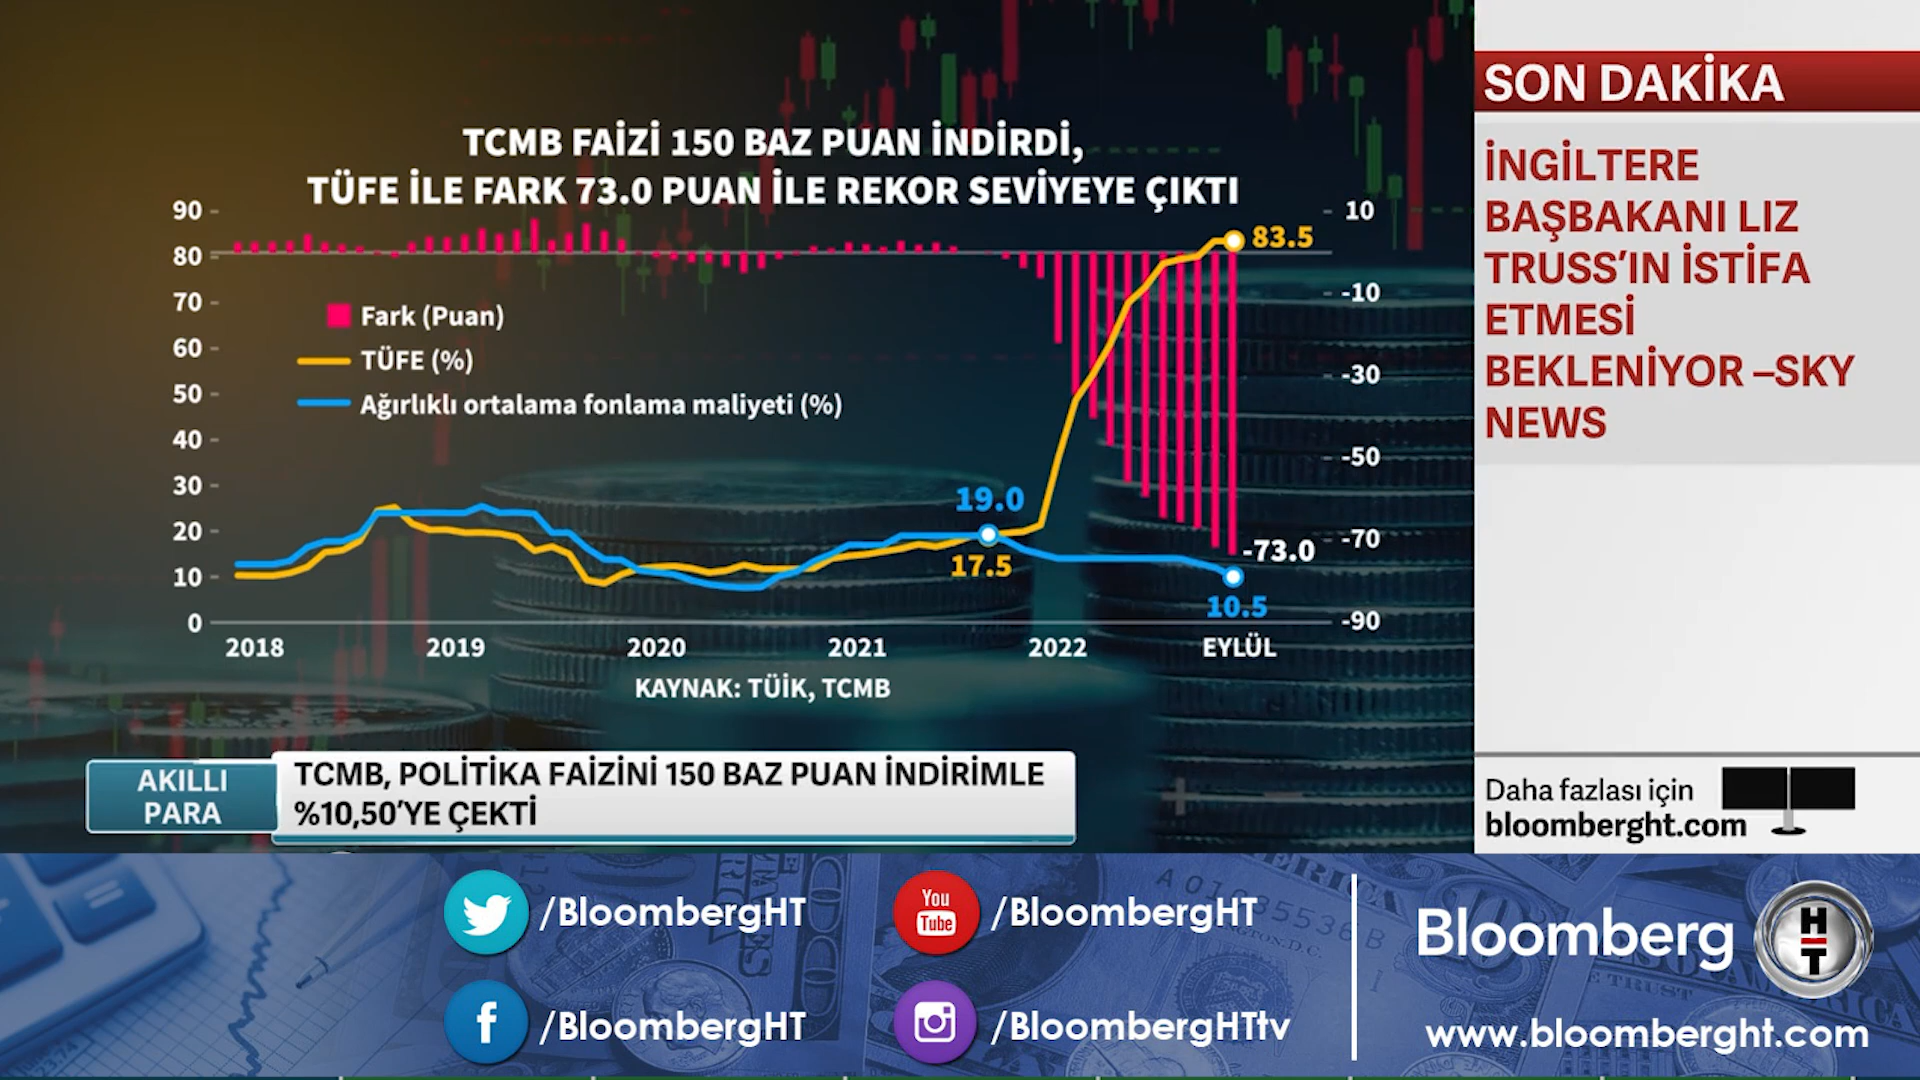 TCMB FAİZİ 150 BAZ PUAN İNDİRDİ,
TÜFE İLE FARK 73.0 PUAN İLE REKOR SEVİYEYE ÇIKTI
90
80
70
60
50
40
30
20
10
0
10
-10
-30
-50
-70
-90
Fark (Puan)
TÜFE (%)
Ağırlıklı ortalama fonlama maliyeti (%)
83.5
19.0
17.5
-73.0
10.5
2018 2019 2020 2021 2022 EYLÜL
KAYNAK: TÜİK, TCMB
AKILLI
PARA
TCMB, POLİTİKA FAİZİNİ 150 BAZ PUAN İNDİRİMLE
%10,50’YE ÇEKTİ
SON DAKİKA
İNGİLTERE
BAŞBAKANI LIZ
TRUSS’IN İSTİFA
ETMESİ
BEKLENİYOR –SKY
NEWS
Daha fazlası için
bloomberght.com
/BloombergHT
You
Tube
/BloombergHT
f
/BloombergHT
/BloombergHTtv
Bloomberg
HT
www.bloomberght.com